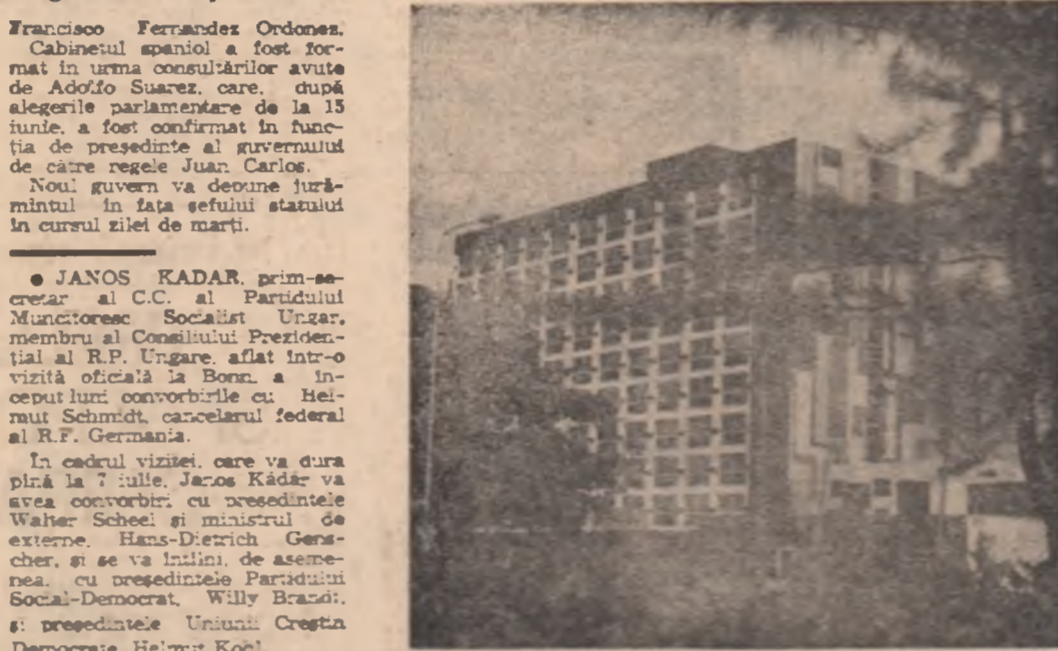 Francisco Fernandez Ordonez.
Cabinetul spaniol a fost for-
mat în urma consultărilor avute
de Adolfo Suarez, care, după
alegerile parlamentare de la 15
iunie, a fost confirmat în func-
ția de președinte al guvernului
de către regele Juan Carlos.
Noul guvern va depune jură-
mîntul în fața șefului statului
în cursul zilei de marți.
● JANOS KADAR, prim-se-
cretar al C.C. al Partidului
Muncitoresc Socialist Ungar,
membru al Consiliului Preziden-
țial al R.P. Ungare, aflat într-o
vizită oficială la Bonn, a în-
ceput luni convorbirile cu Hel-
mut Schmidt, cancelarul federal
al R.F. Germania.
În cadrul vizitei, care va dura
pînă la 7 iulie, Janos Kádár va
avea convorbiri cu președintele
Walter Scheel și ministrul de
externe, Hans-Dietrich Gens-
cher, și se va întîlni, de aseme-
nea, cu președintele Partidului
Social-Democrat, Willy Brandt,
și președintele Uniunii Creștin
Democrate, Helmut Kohl.